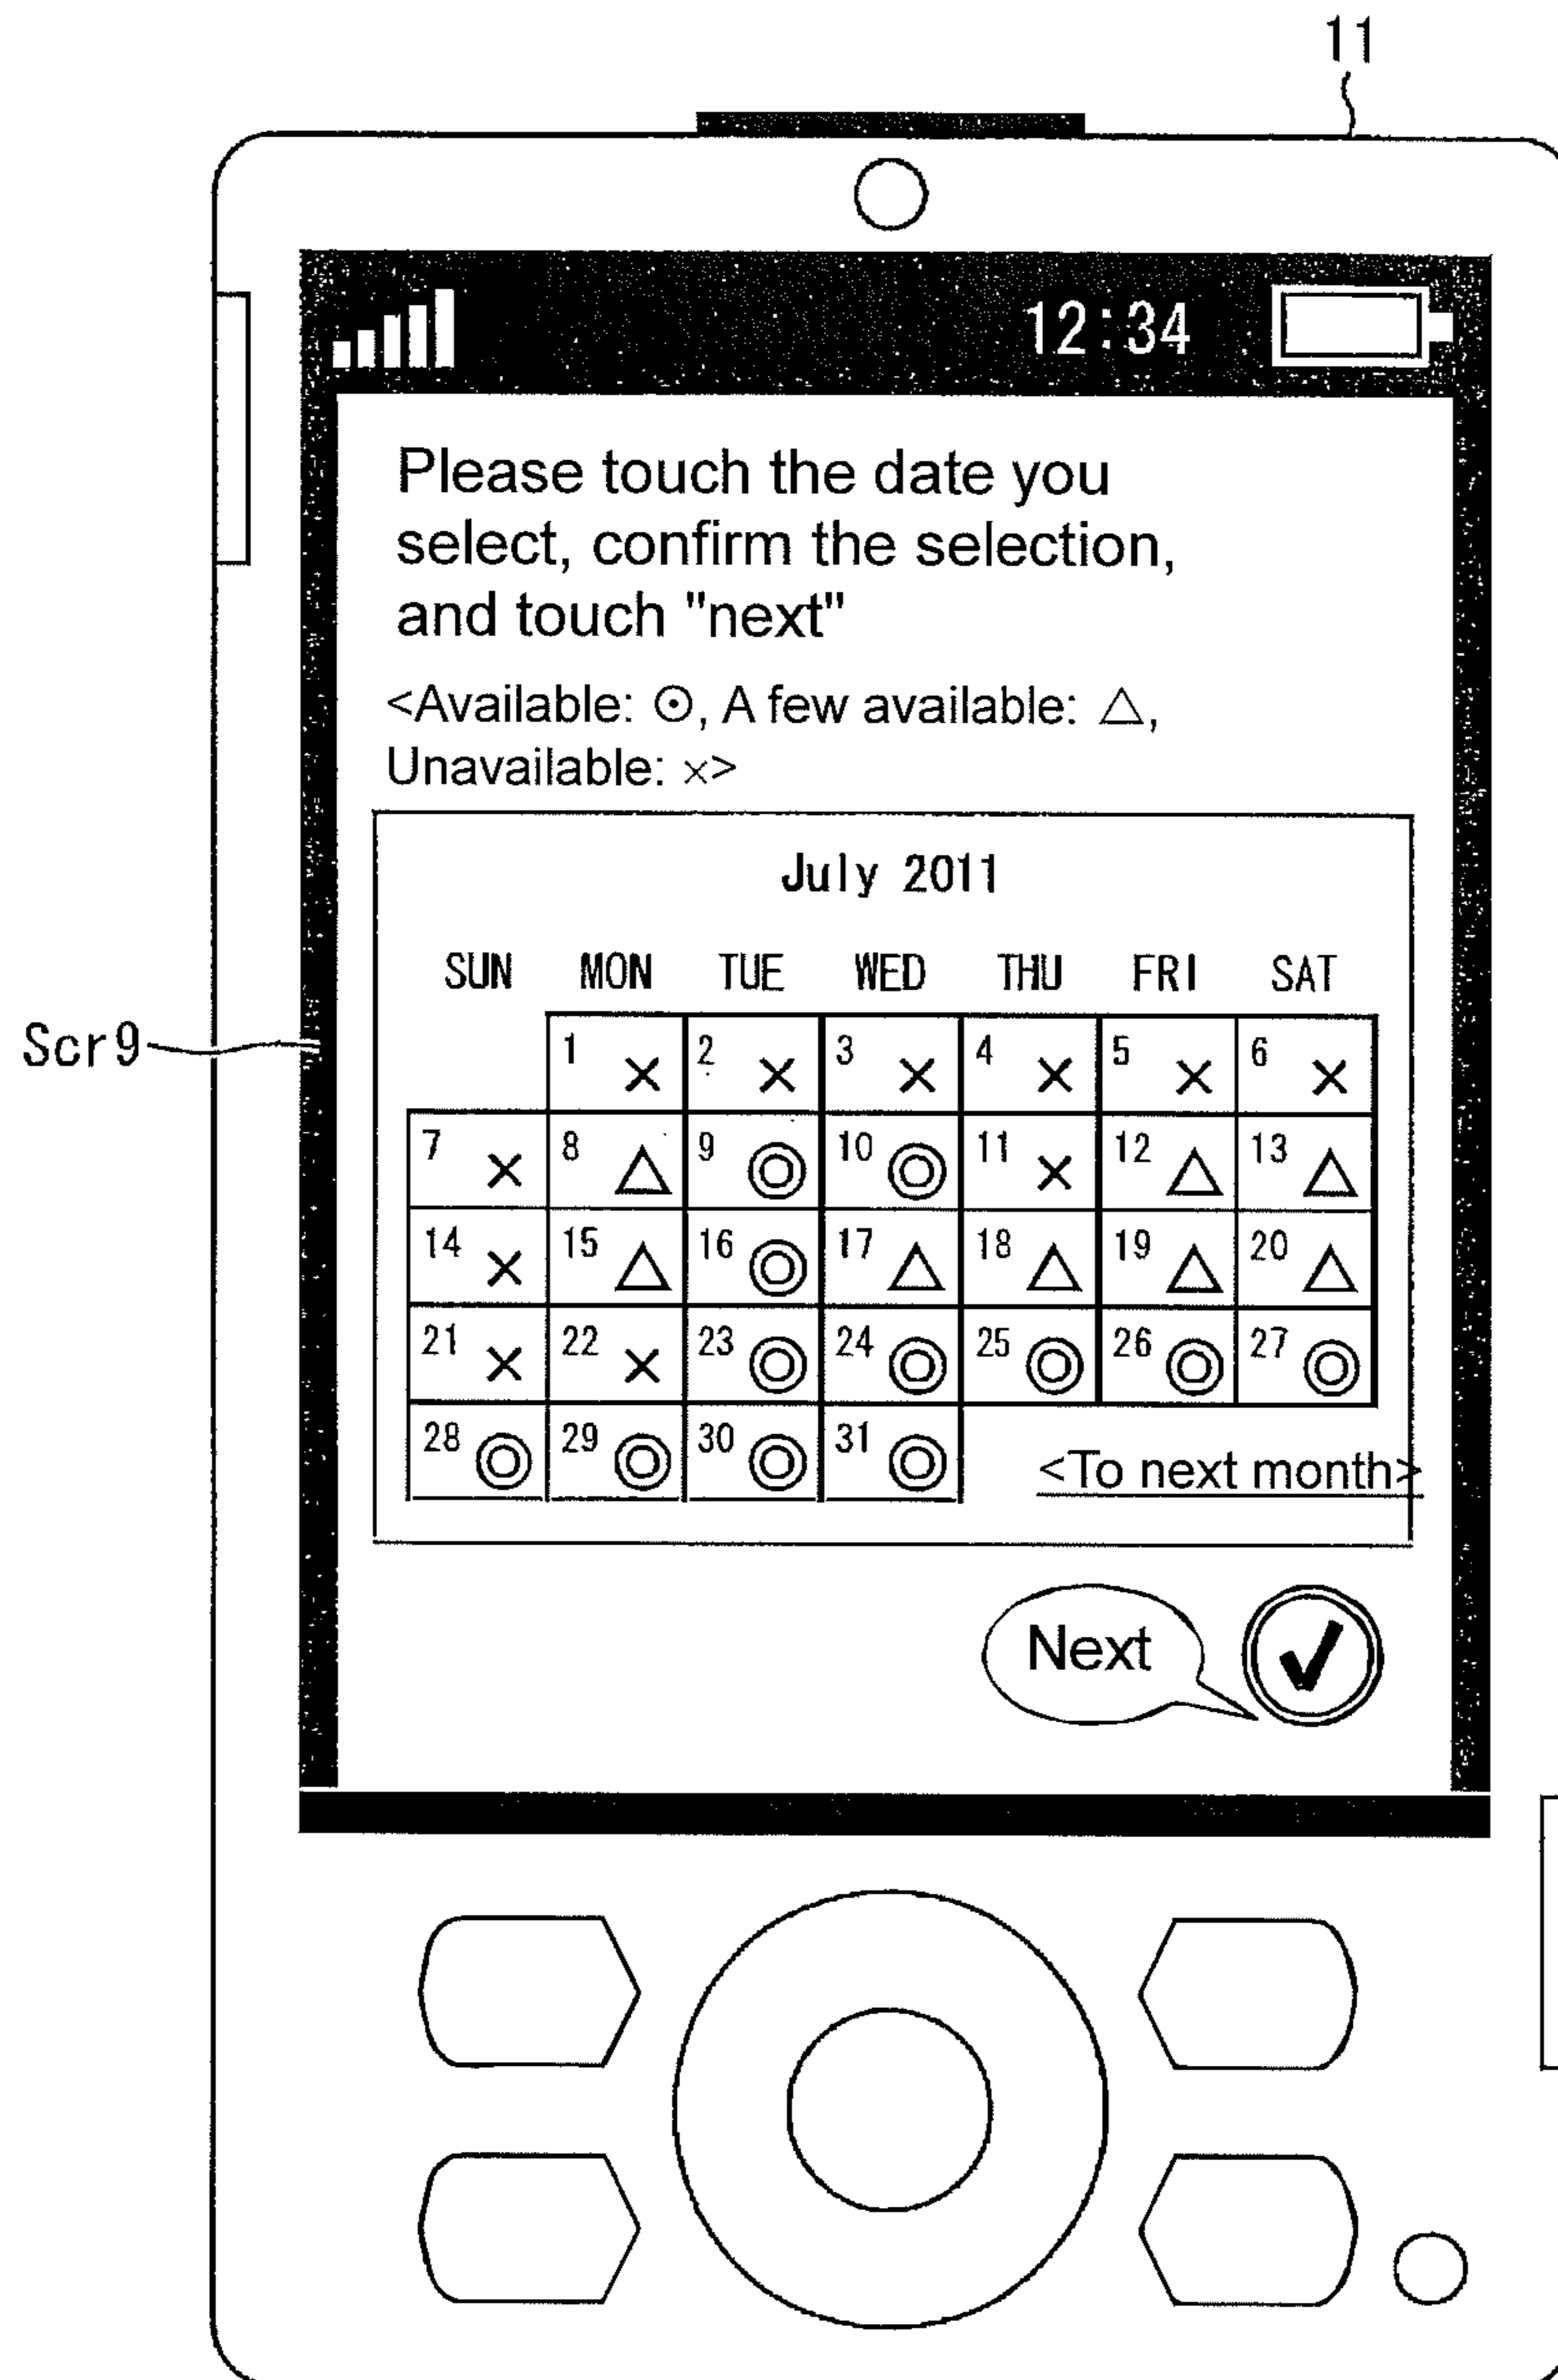 11
12:34
Please touch the date you
select, confirm the selection,
and touch "next"
<Available: ⊙, A few available: △,
Unavailable: ×>
July 2011
SUN MON TUE WED THU FRI SAT
Scr9
1 × 2 × 3 × 4 × 5 × 6 ×
7 × 8 △ 9 ◎ 10 ◎ 11 × 12 △ 13 △
14 × 15 △ 16 ◎ 17 △ 18 △ 19 △ 20 △
21 × 22 × 23 ◎ 24 ◎ 25 ◎ 26 ◎ 27 ◎
28 ◎ 29 ◎ 30 ◎ 31 ◎
<To next month>
Next